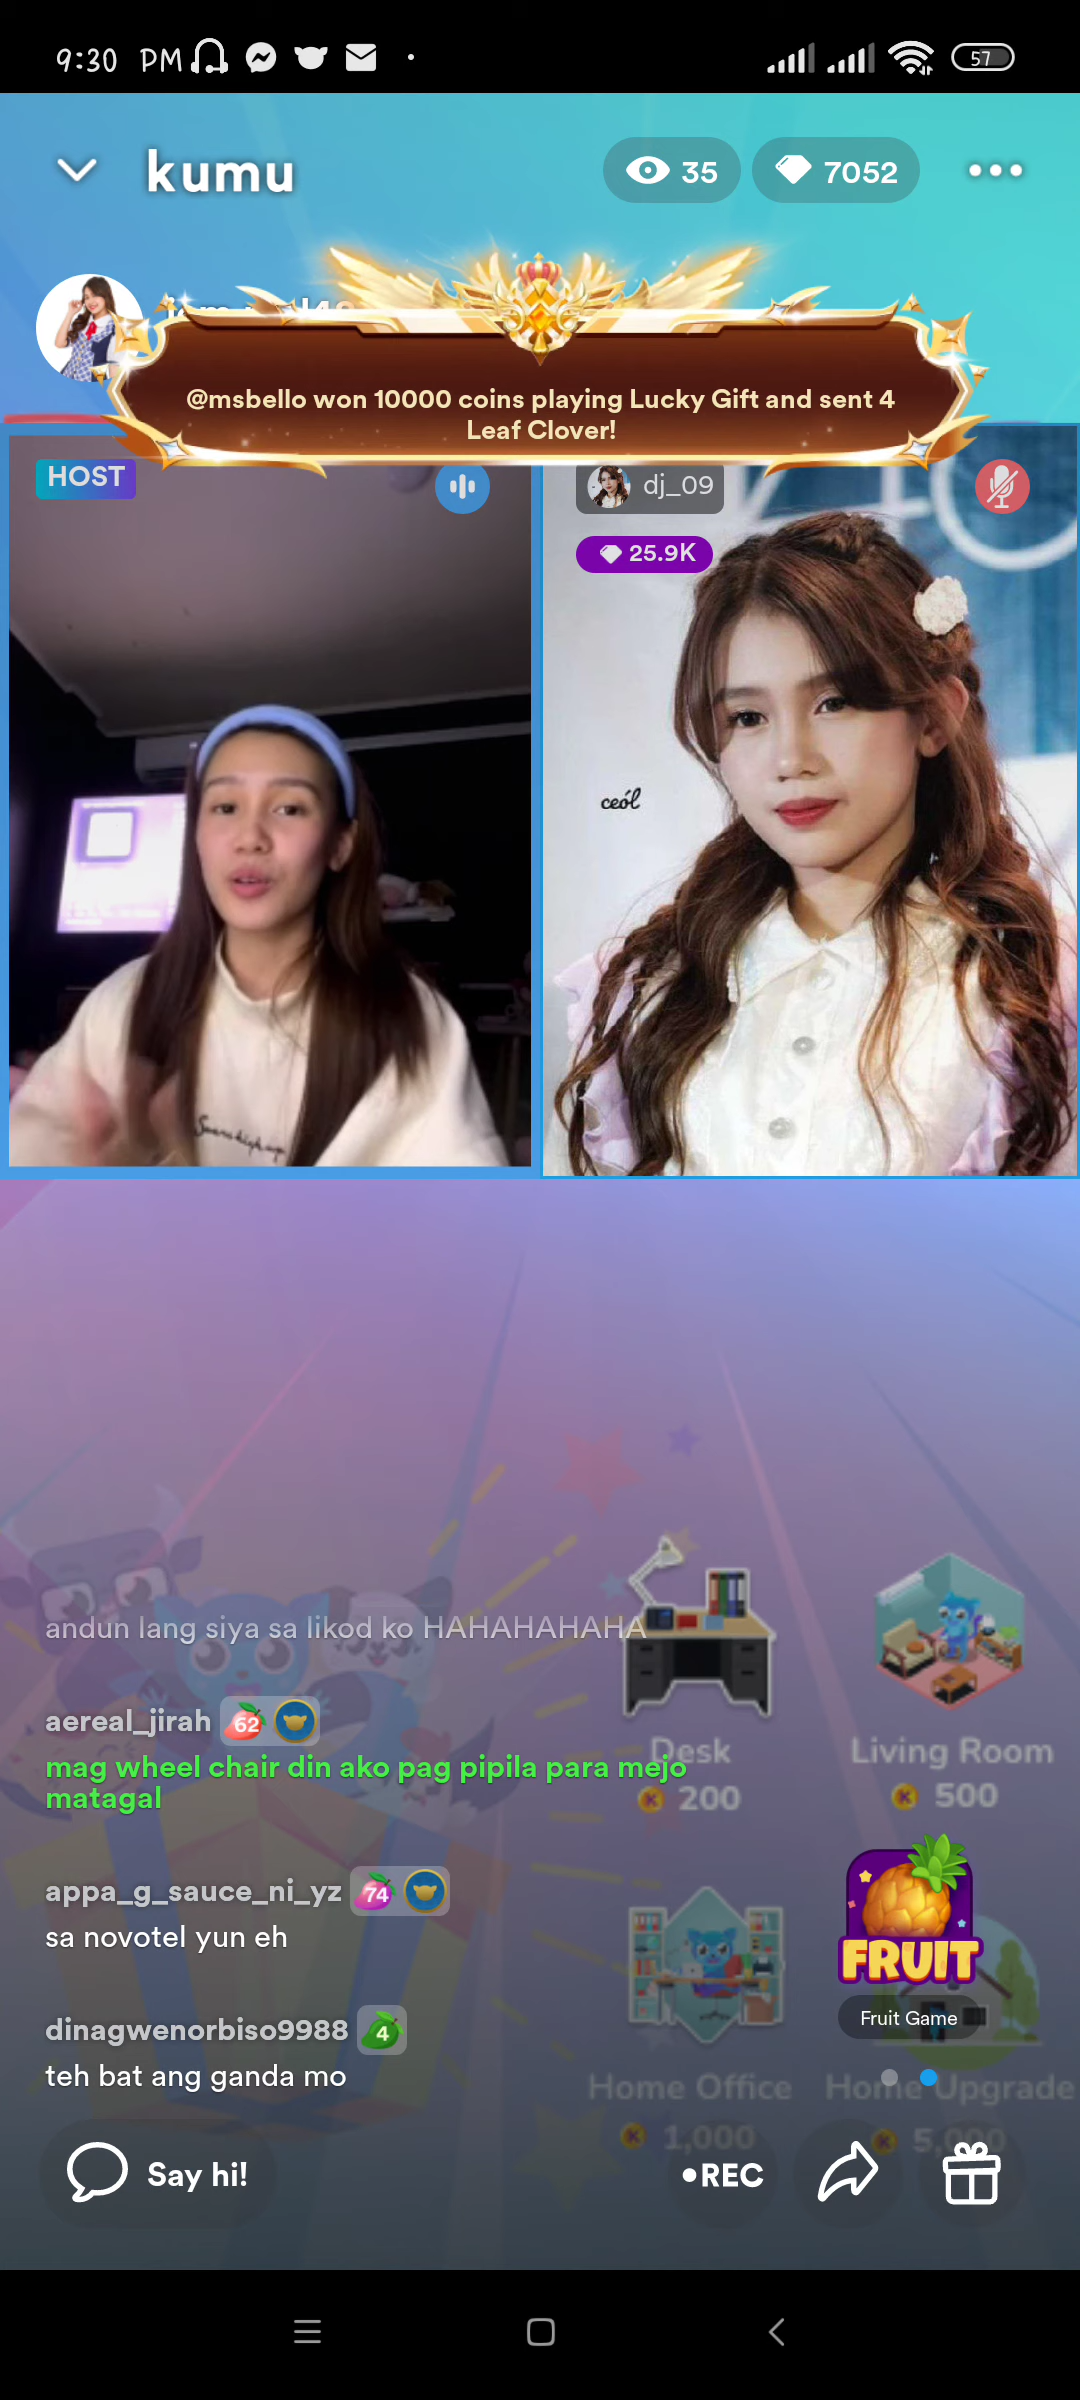 9:30 PM
57
kumu
35
7052
@msbello won 10000 coins playing Lucky Gift and sent 4
Leaf Clover!
HOST
dj_09
25.9K
ceól
andun lang siya sa likod ko HAHAHAHAHA
aereal_jirah 62
mag wheel chair din ako pag pipila para mejo
matagal
appa_g_sauce_ni_yz 74
sa novotel yun eh
dinagwenorbiso9988 4
teh bat ang ganda mo
Desk
200
Living Room
500
FRUIT
Fruit Game
Home Office
1,000
Home Upgrade
5,000
Say hi!
REC